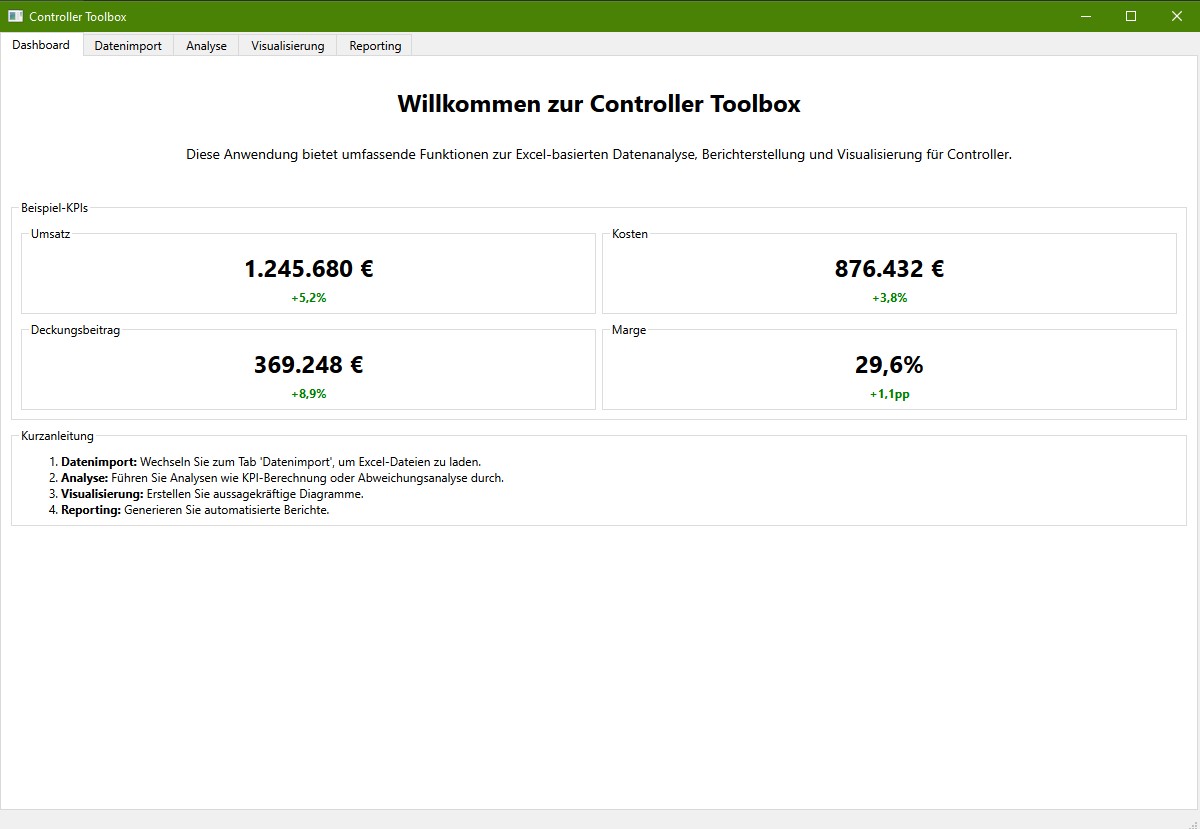 Controller Toolbox
Dashboard Datenimport Analyse Visualisierung Reporting
Willkommen zur Controller Toolbox
Diese Anwendung bietet umfassende Funktionen zur Excel-basierten Datenanalyse, Berichterstellung und Visualisierung für Controller.
Beispiel-KPIs
Umsatz
1.245.680 €
+5,2%
Kosten
876.432 €
+3,8%
Deckungsbeitrag
369.248 €
+8,9%
Marge
29,6%
+1,1pp
Kurzanleitung
1. Datenimport: Wechseln Sie zum Tab 'Datenimport', um Excel-Dateien zu laden.
2. Analyse: Führen Sie Analysen wie KPI-Berechnung oder Abweichungsanalyse durch.
3. Visualisierung: Erstellen Sie aussagekräftige Diagramme.
4. Reporting: Generieren Sie automatisierte Berichte.